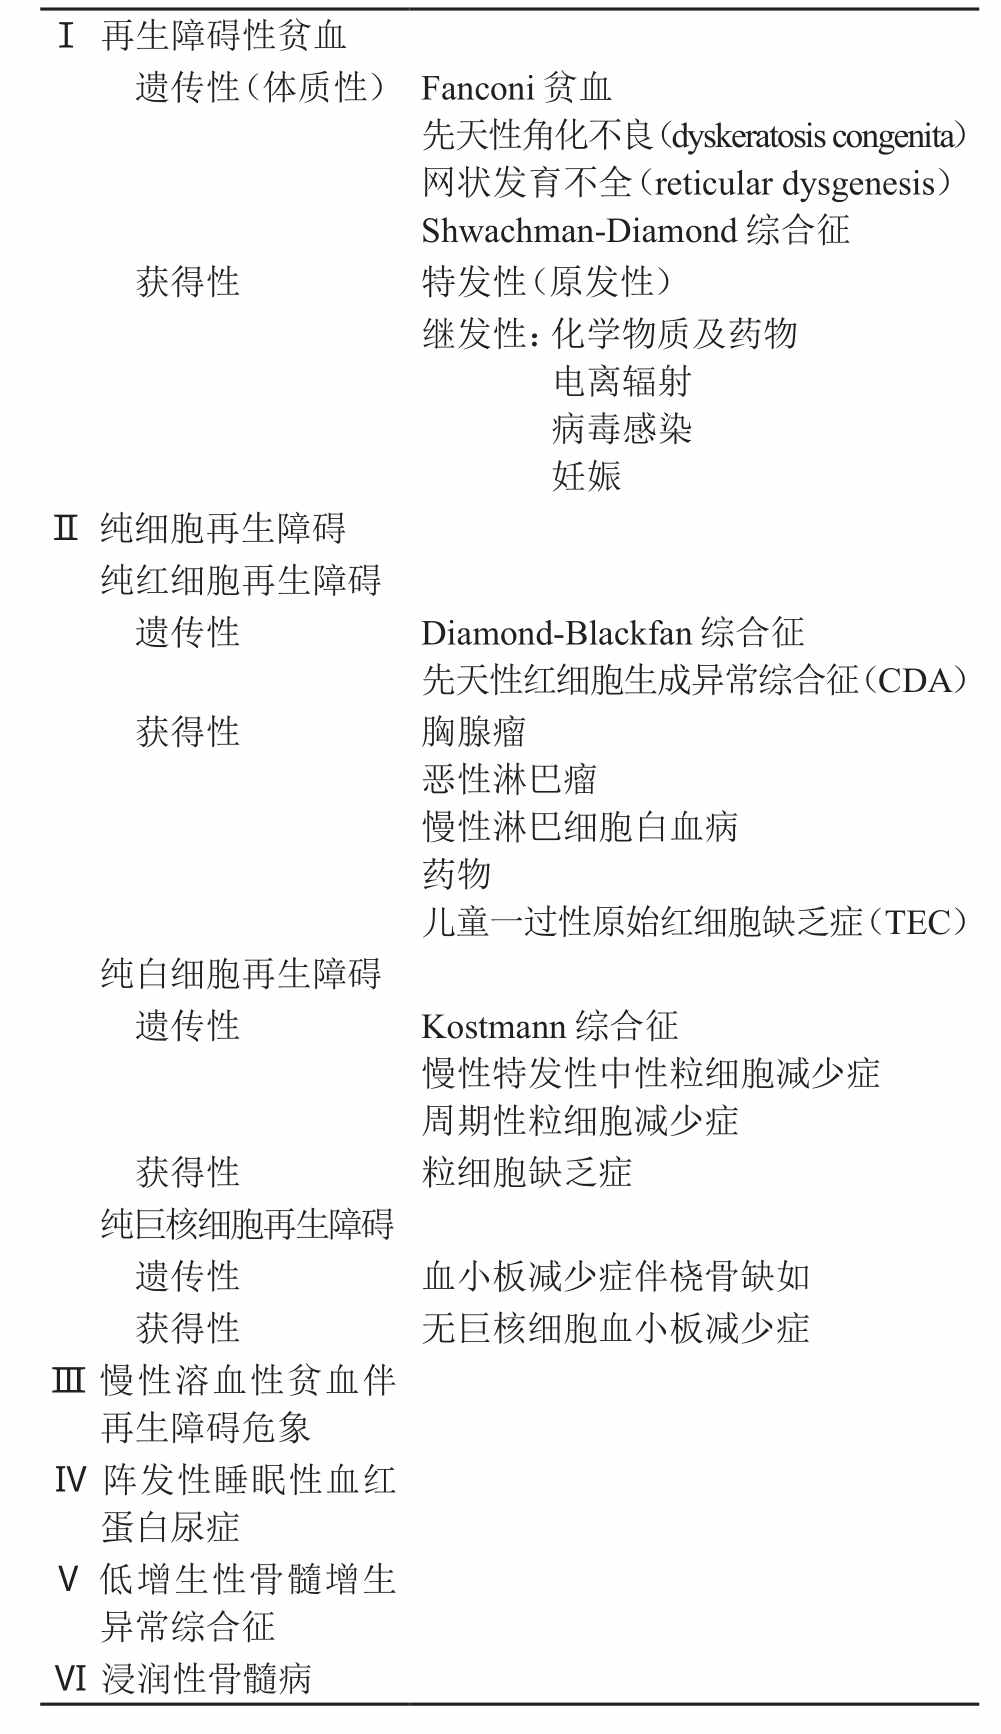 Ⅰ 再生障碍性贫血
遗传性（体质性） Fanconi 贫血
先天性角化不良（dyskeratosis congenita）
网状发育不全（reticular dysgenesis）
Shwachman-Diamond 综合征
获得性 特发性（原发性）
继发性：化学物质及药物
电离辐射
病毒感染
妊娠
Ⅱ 纯细胞再生障碍
纯红细胞再生障碍
遗传性 Diamond-Blackfan 综合征
先天性红细胞生成异常综合征（CDA）
获得性 胸腺瘤
恶性淋巴瘤
慢性淋巴细胞白血病
药物
儿童一过性原始红细胞缺乏症（TEC）
纯白细胞再生障碍
遗传性 Kostmann 综合征
慢性特发性中性粒细胞减少症
周期性粒细胞减少症
获得性 粒细胞缺乏症
纯巨核细胞再生障碍
遗传性 血小板减少症伴桡骨缺如
获得性 无巨核细胞血小板减少症
Ⅲ 慢性溶血性贫血伴
再生障碍危象
Ⅳ 阵发性睡眠性血红
蛋白尿症
Ⅴ 低增生性骨髓增生
异常综合征
Ⅵ 浸润性骨髓病